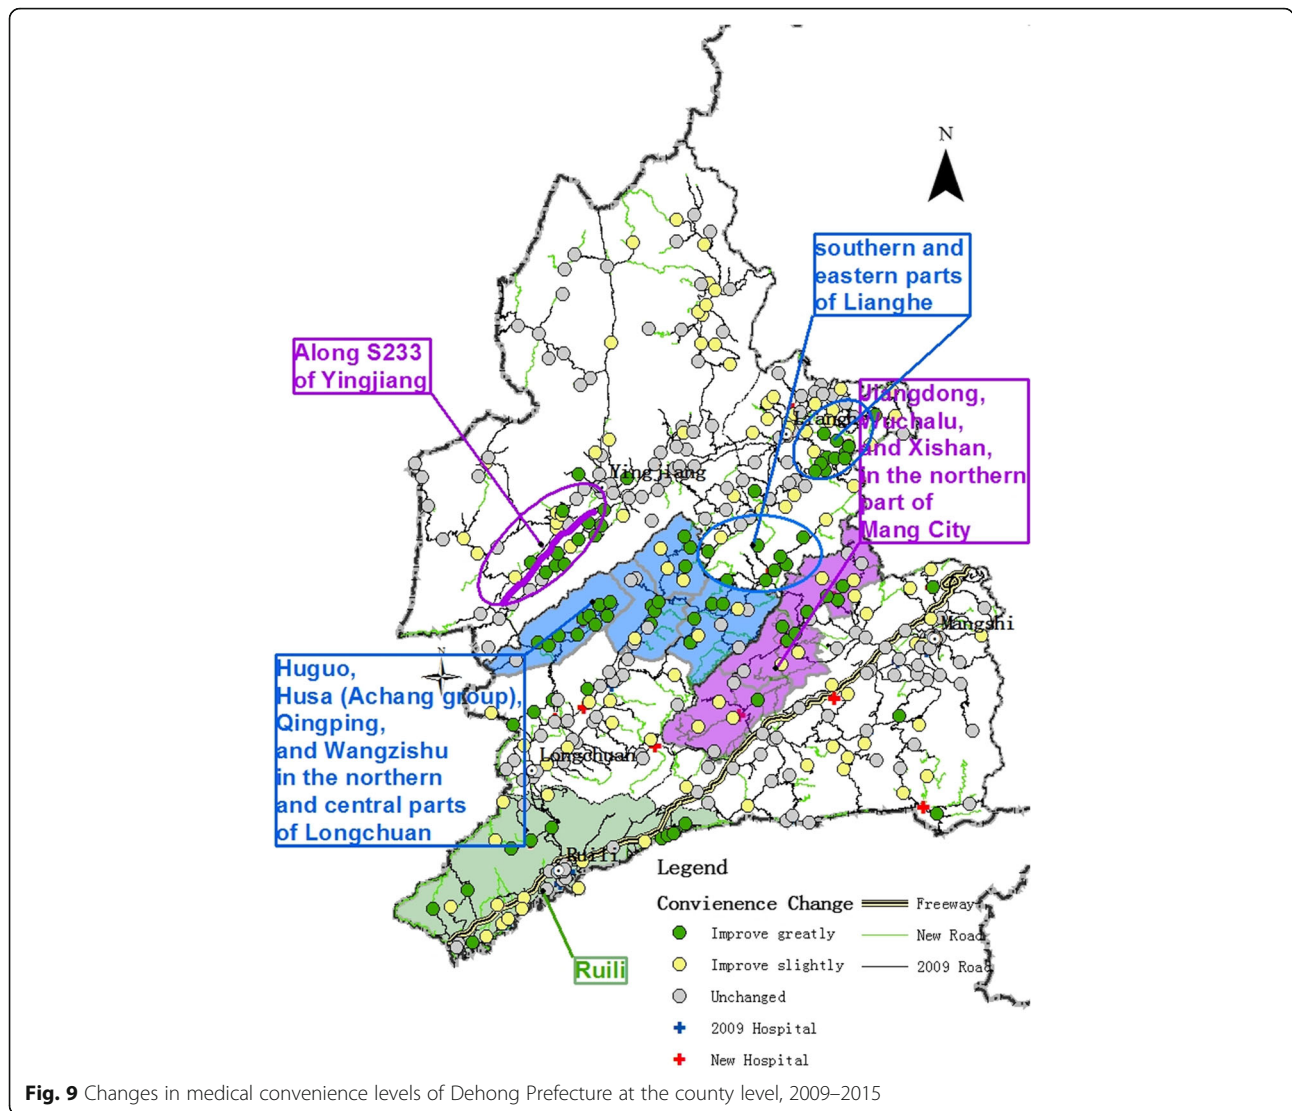 N
southern and
eastern parts
of Lianghe
Along S233
of Yingjiang
Jiangdong,
Wuchalu,
and Xishan,
in the northern
part of
Mang City
Yingjiang
Mangshi
N
Huguo,
Husa (Achang group),
Qingping,
and Wangzishu
in the northern
and central parts
of Longchuan
Longchuan
Ruili
Ruili
Legend
Convienence Change
Improve greatly
Improve slightly
Unchanged
2009 Hospital
New Hospital
Freeway
New Road
2009 Road
Fig. 9 Changes in medical convenience levels of Dehong Prefecture at the county level, 2009–2015